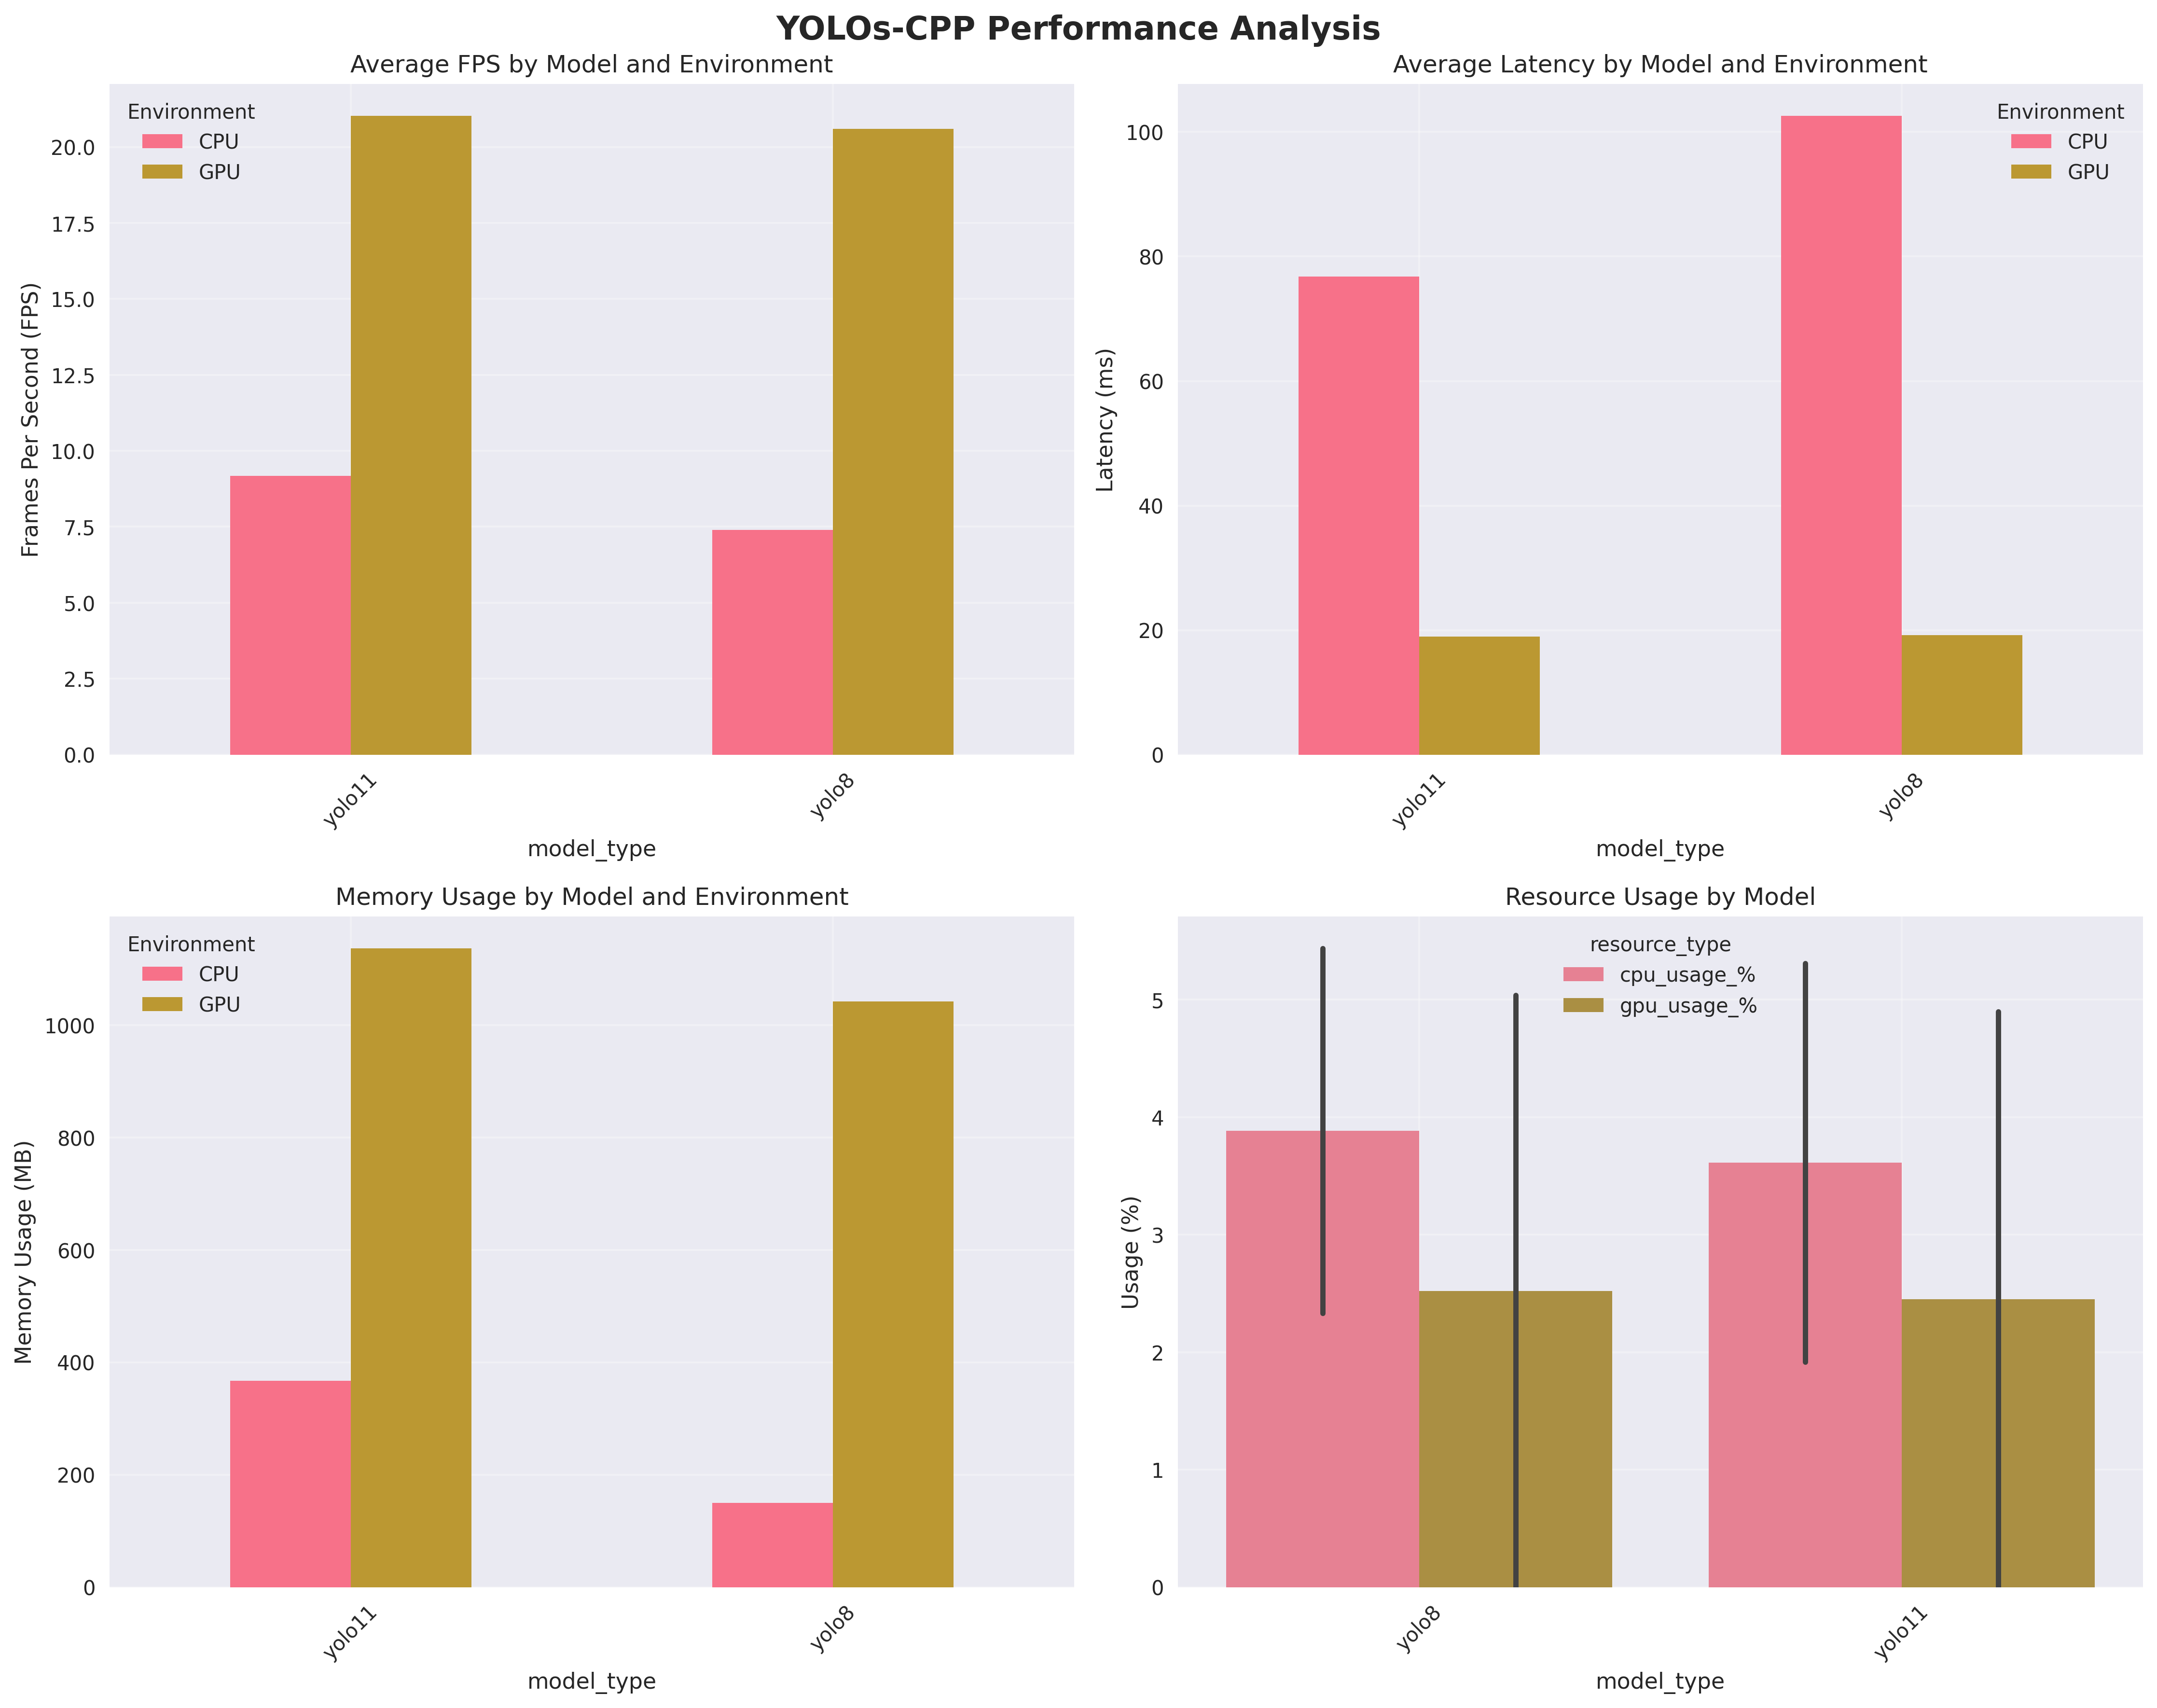 YOLOs-CPP Performance Analysis
Average FPS by Model and Environment
Environment
CPU
GPU
Frames Per Second (FPS)
20.0
17.5
15.0
12.5
10.0
7.5
5.0
2.5
0.0
yolo11
yolo8
model_type
Average Latency by Model and Environment
Environment
CPU
GPU
Latency (ms)
100
80
60
40
20
0
yolo11
yolo8
model_type
Memory Usage by Model and Environment
Environment
CPU
GPU
Memory Usage (MB)
1000
800
600
400
200
0
yolo11
yolo8
model_type
Resource Usage by Model
resource_type
cpu_usage_%
gpu_usage_%
Usage (%)
5
4
3
2
1
0
yolo8
yolo11
model_type